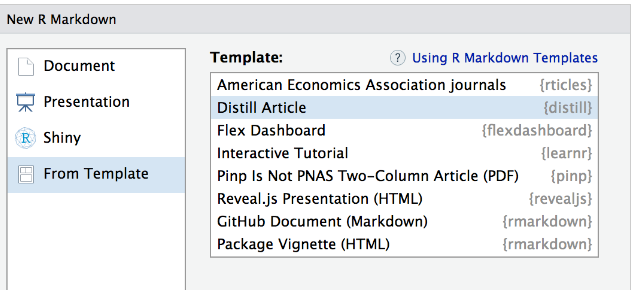 New R Markdown
Document
Presentation
R Shiny
From Template
Template: ? Using R Markdown Templates
American Economics Association journals {rticles}
Distill Article {distill}
Flex Dashboard {flexdashboard}
Interactive Tutorial {learnr}
Pinp Is Not PNAS Two-Column Article (PDF) {pinp}
Reveal.js Presentation (HTML) {revealjs}
GitHub Document (Markdown) {rmarkdown}
Package Vignette (HTML) {rmarkdown}